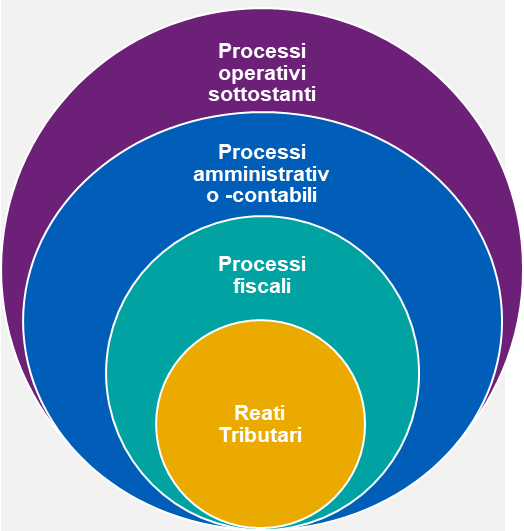 Processi
operativi
sottostanti
Processi
amministrativ
o -contabili
Processi
fiscali
Reati
Tributari